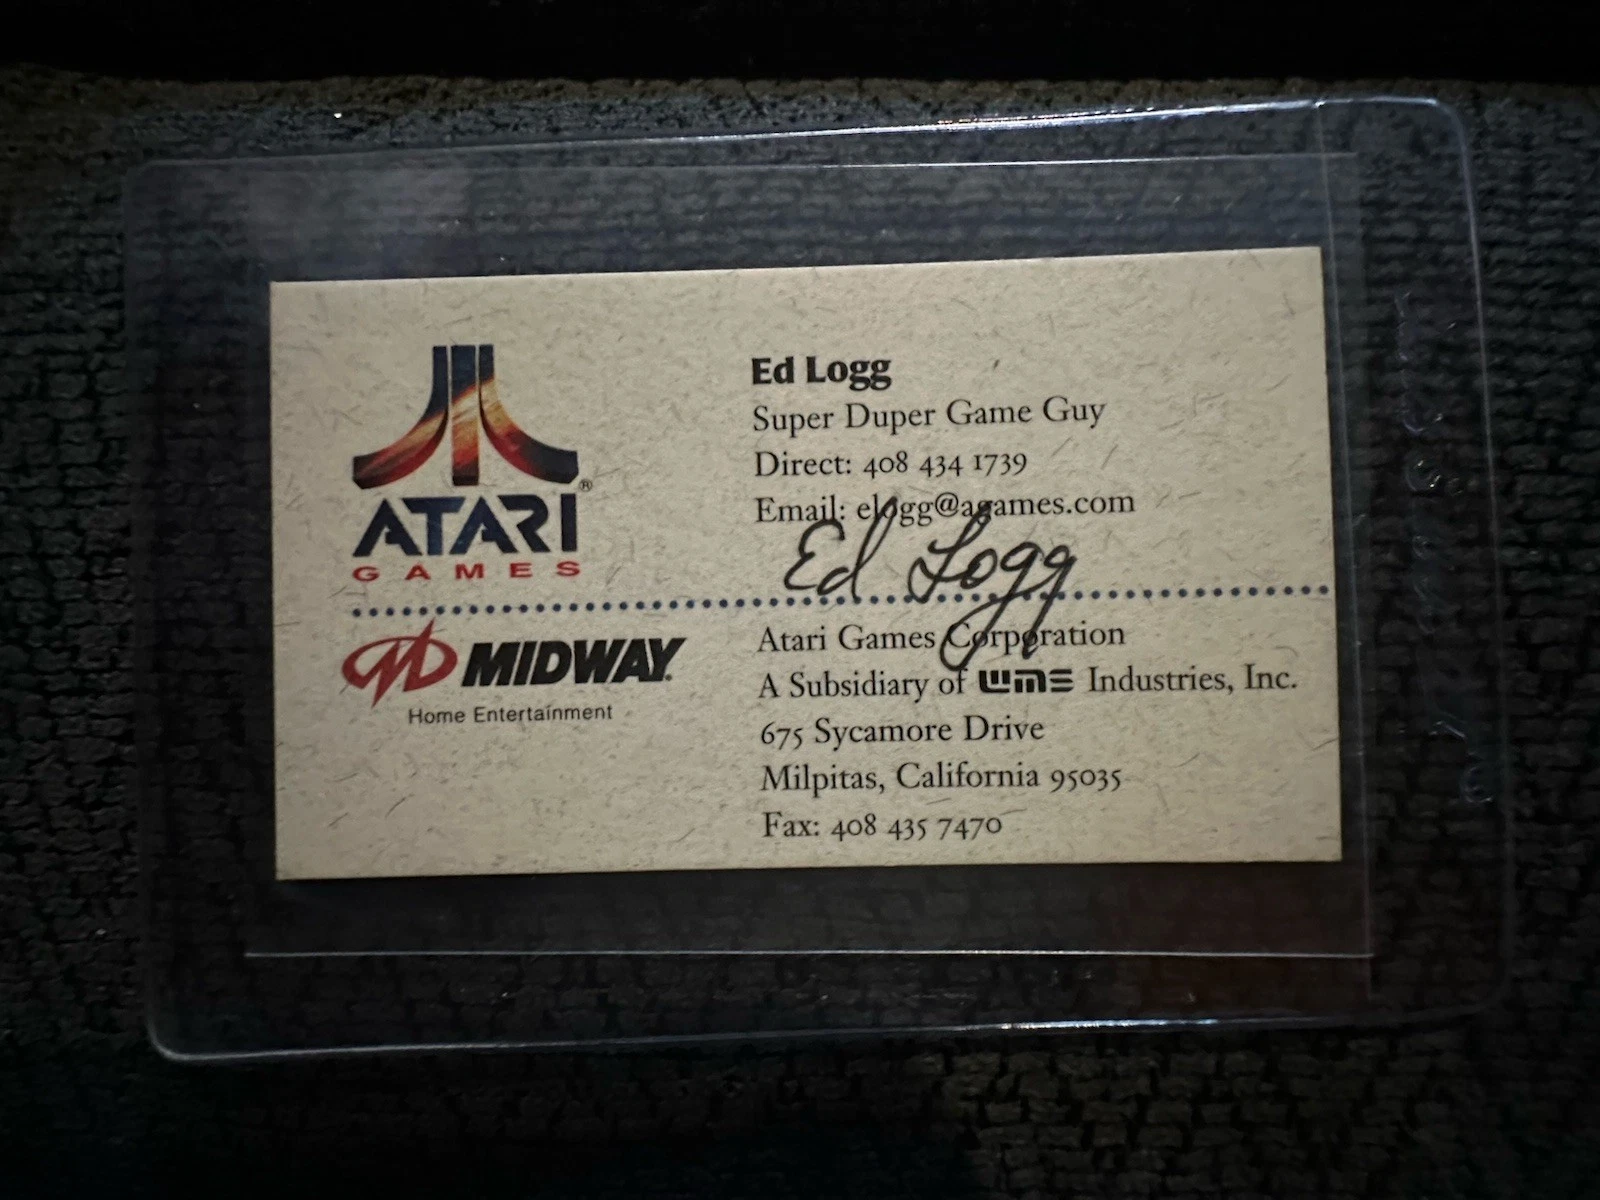 ATARI®
GAMES
MIDWAY
Home Entertainment
Ed Logg
Super Duper Game Guy
Direct: 408 434 1739
Email: elogg@agames.com
Ed Logg
Atari Games Corporation
A Subsidiary of WMS Industries, Inc.
675 Sycamore Drive
Milpitas, California 95035
Fax: 408 435 7470